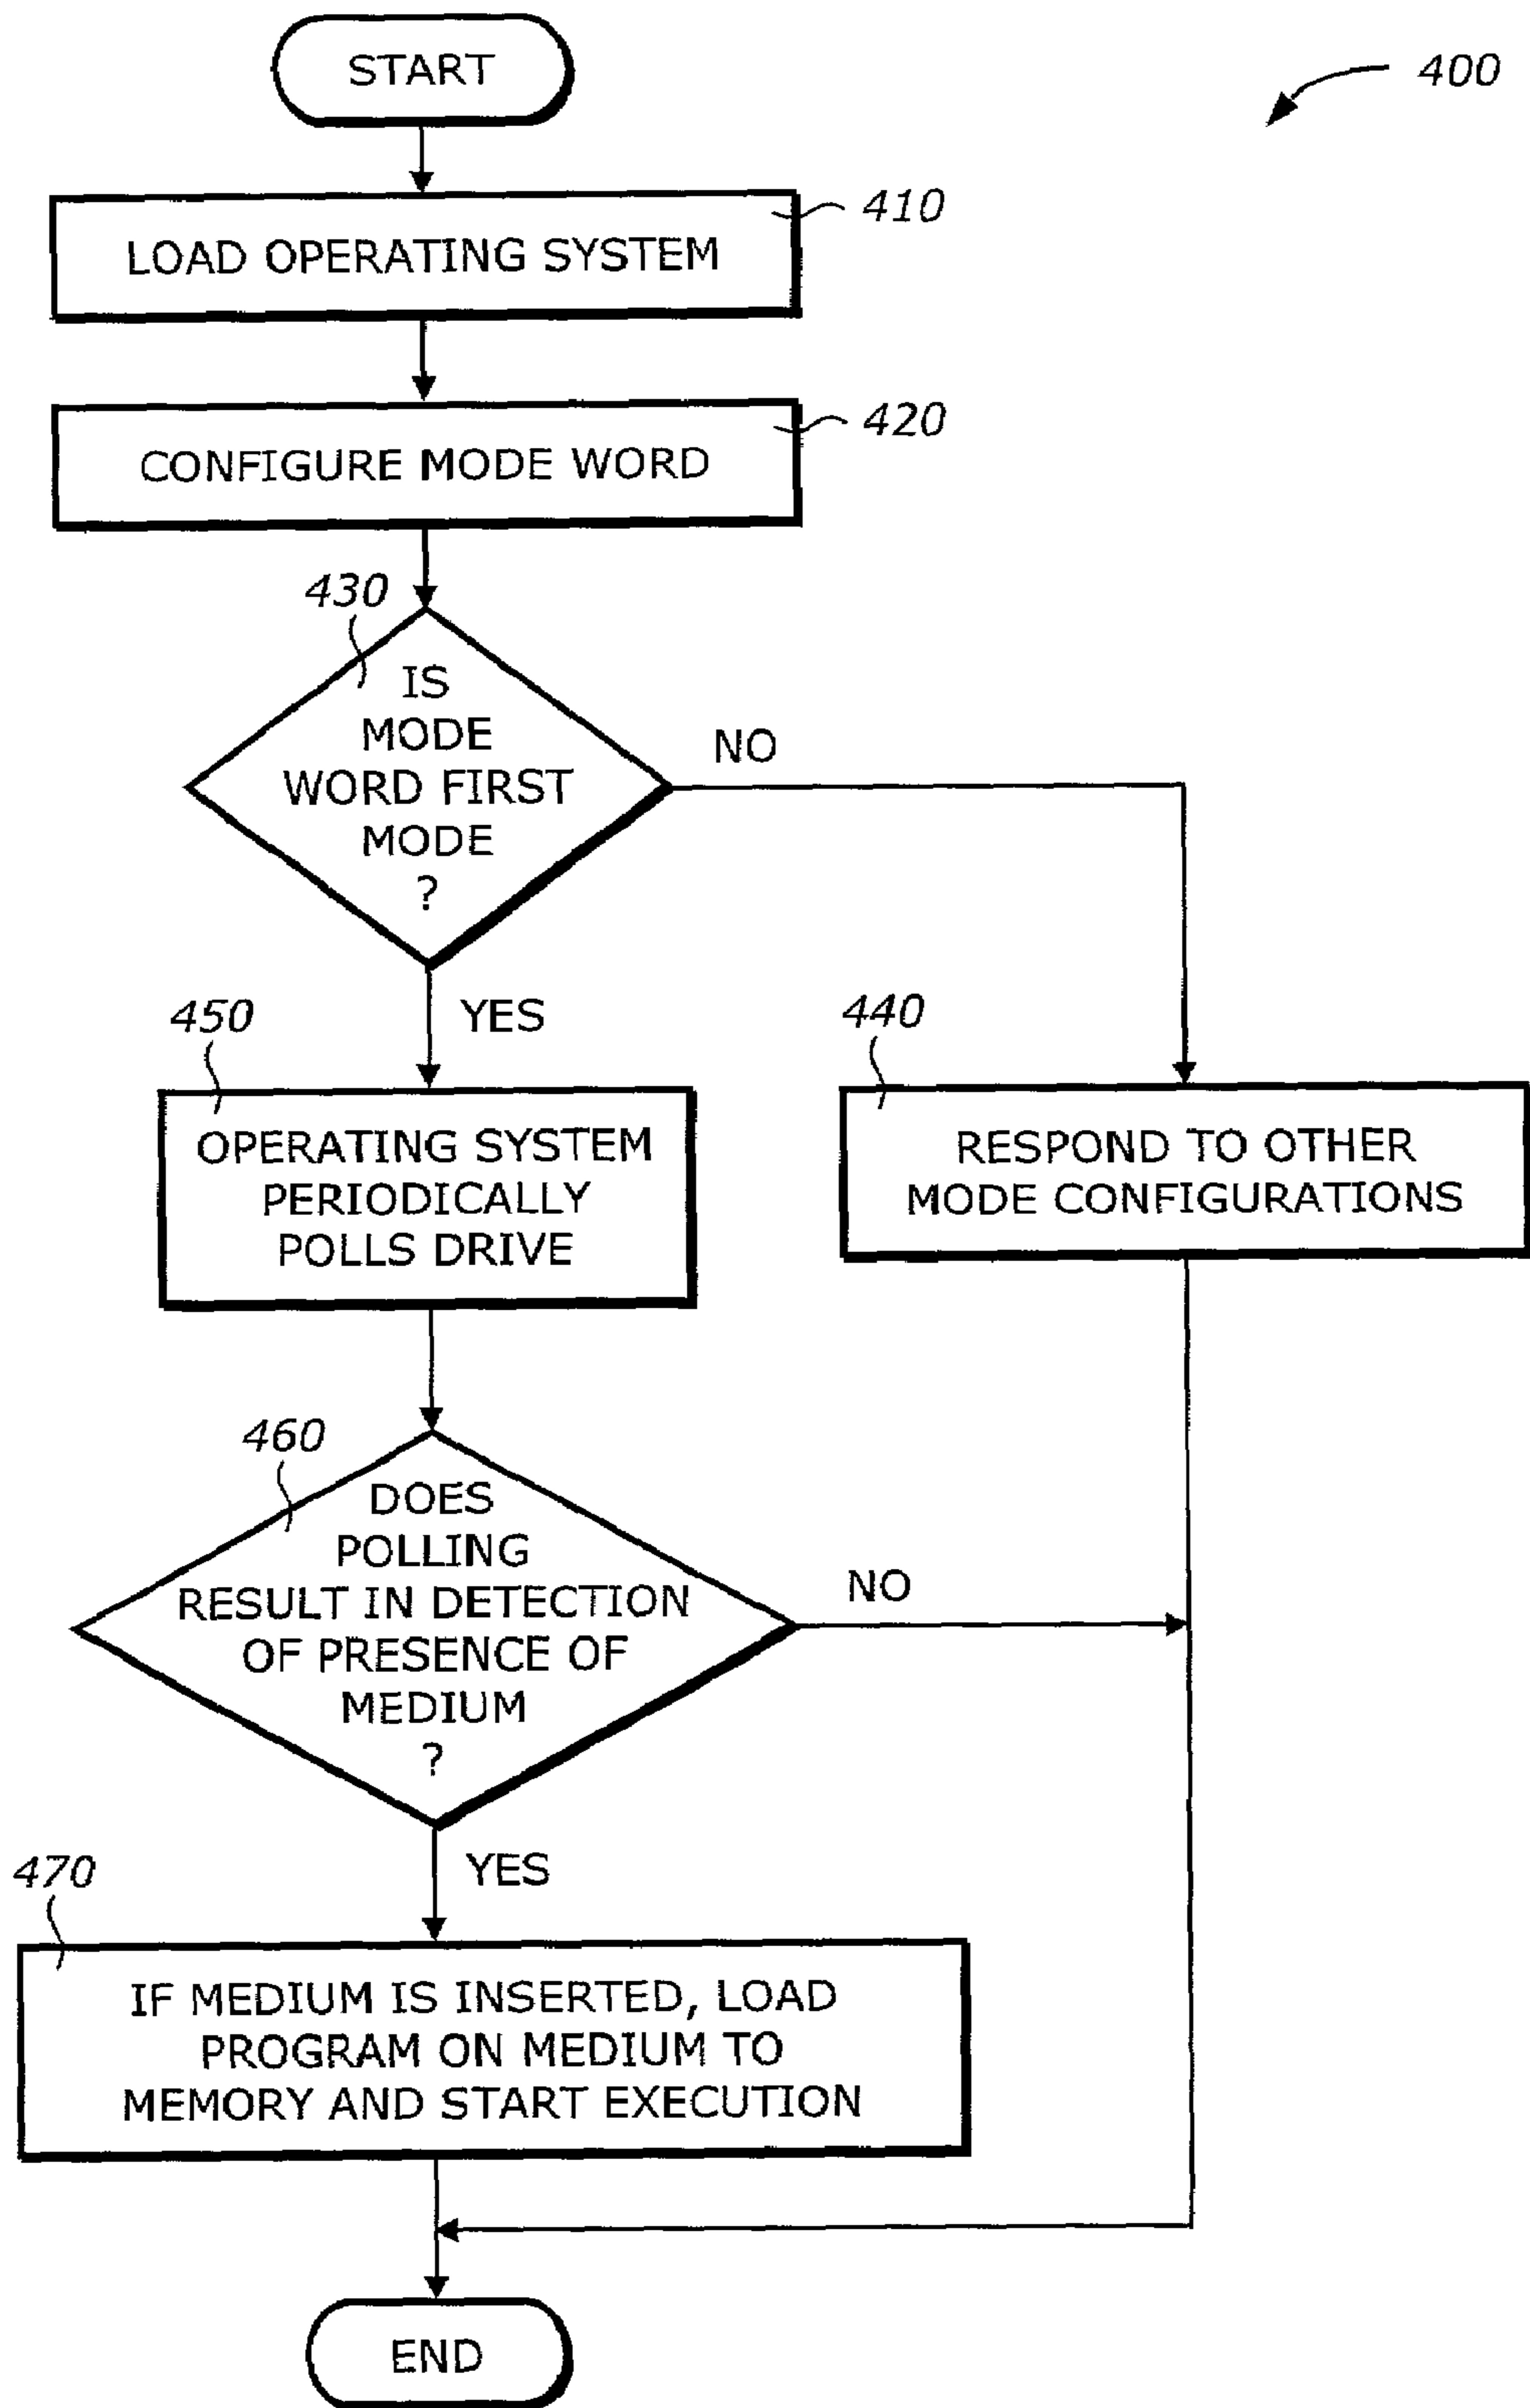 START
400
410
LOAD OPERATING SYSTEM
420
CONFIGURE MODE WORD
430
IS
MODE
WORD FIRST
MODE
?
NO
YES
450
OPERATING SYSTEM
PERIODICALLY
POLLS DRIVE
440
RESPOND TO OTHER
MODE CONFIGURATIONS
460
DOES
POLLING
RESULT IN DETECTION
OF PRESENCE OF
MEDIUM
?
NO
YES
470
IF MEDIUM IS INSERTED, LOAD
PROGRAM ON MEDIUM TO
MEMORY AND START EXECUTION
END